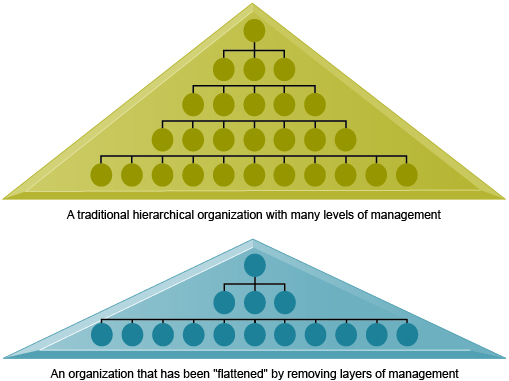 A traditional hierarchical organization with many levels of management
An organization that has been "flattened" by removing layers of management